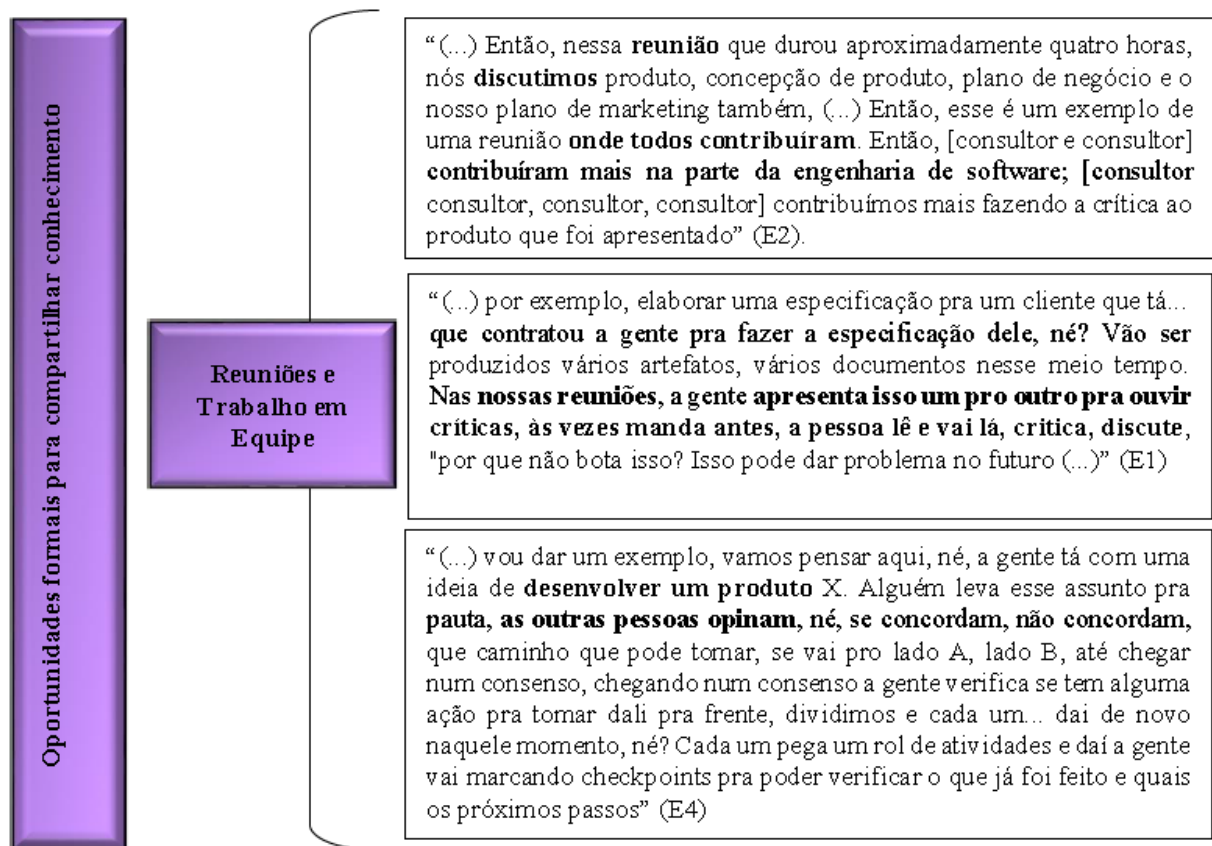 Oportunidades formais para compartilhar conhecimento
Reuniões e
Trabalho em
Equipe
“(...) Então, nessa reunião que durou aproximadamente quatro horas,
nós discutimos produto, concepção de produto, plano de negócio e o
nosso plano de marketing também, (...) Então, esse é um exemplo de
uma reunião onde todos contribuíram. Então, [consultor e consultor]
contribuíram mais na parte da engenharia de software; [consultor
consultor, consultor, consultor] contribuímos mais fazendo a crítica ao
produto que foi apresentado” (E2).
“(...) por exemplo, elaborar uma especificação pra um cliente que tá...
que contratou a gente pra fazer a especificação dele, né? Vão ser
produzidos vários artefatos, vários documentos nesse meio tempo.
Nas nossas reuniões, a gente apresenta isso um pro outro pra ouvir
críticas, às vezes manda antes, a pessoa lê e vai lá, critica, discute,
"por que não bota isso? Isso pode dar problema no futuro (...)” (E1)
“(...) vou dar um exemplo, vamos pensar aqui, né, a gente tá com uma
ideia de desenvolver um produto X. Alguém leva esse assunto pra
pauta, as outras pessoas opinam, né, se concordam, não concordam,
que caminho que pode tomar, se vai pro lado A, lado B, até chegar
num consenso, chegando num consenso a gente verifica se tem alguma
ação pra tomar dali pra frente, dividimos e cada um... dai de novo
naquele momento, né? Cada um pega um rol de atividades e daí a gente
vai marcando checkpoints pra poder verificar o que já foi feito e quais
os próximos passos” (E4)